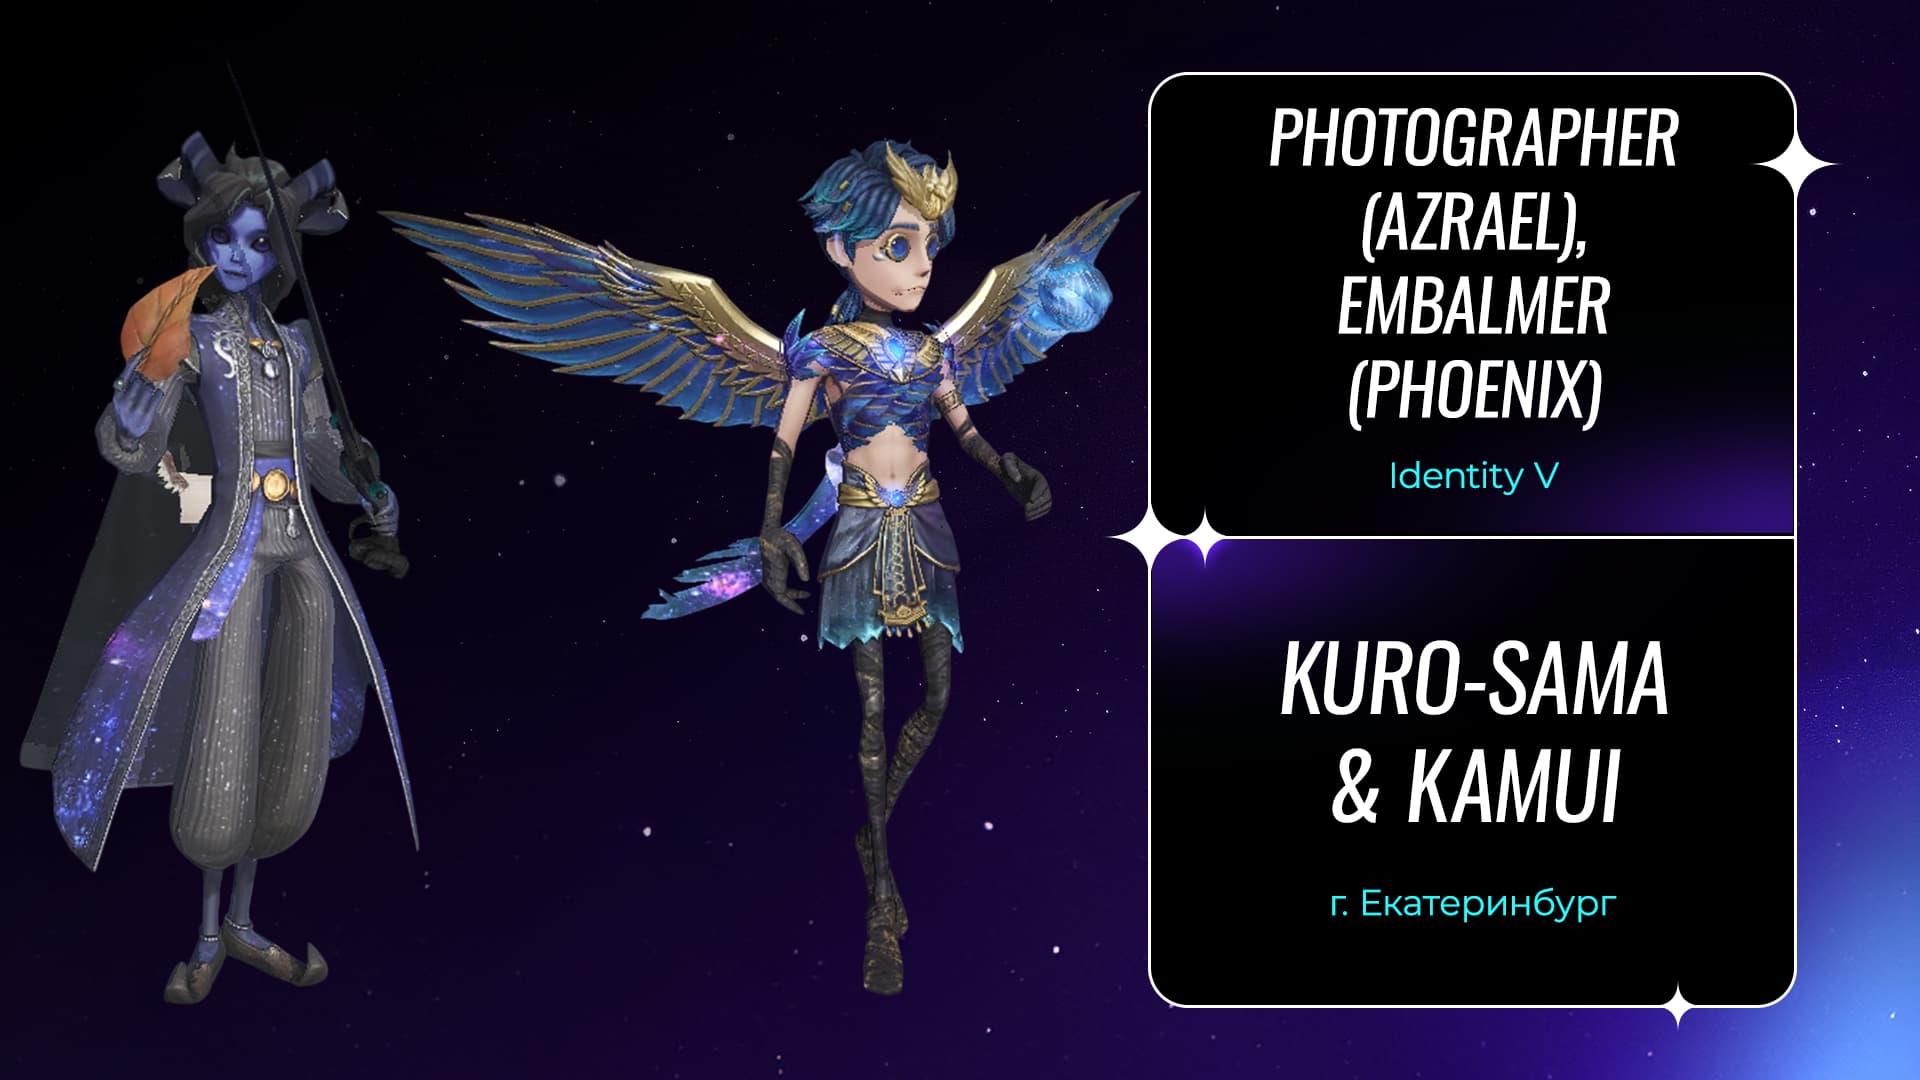 PHOTOGRAPHER
(AZRAEL),
EMBALMER
(PHOENIX)
Identity V
KURO-SAMA
& KAMUI
г. Екатеринбург